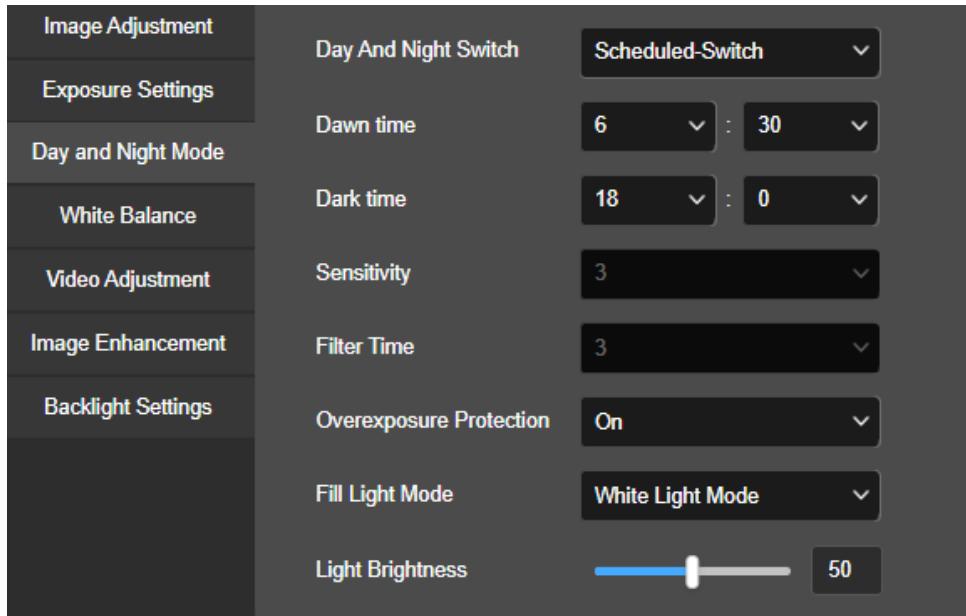 Image Adjustment
Exposure Settings
Day and Night Mode
White Balance
Video Adjustment
Image Enhancement
Backlight Settings
Day And Night Switch Scheduled-Switch
Dawn time 6 : 30
Dark time 18 : 0
Sensitivity 3
Filter Time 3
Overexposure Protection On
Fill Light Mode White Light Mode
Light Brightness 50